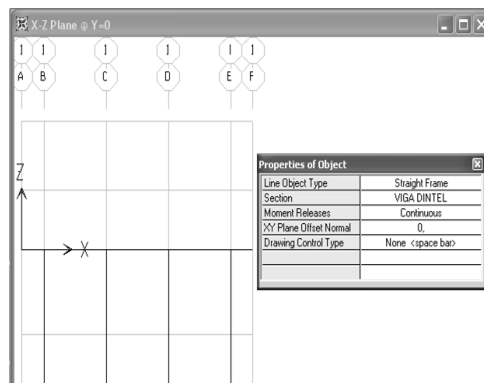 X-Z Plane @ Y=0
1 1 1 1 1 1
A B C D E F
Z
X
Properties of Object
Line Object Type Straight Frame
Section VIGA DINTEL
Moment Releases Continuous
XY Plane Offset Normal 0,
Drawing Control Type None <space bar>